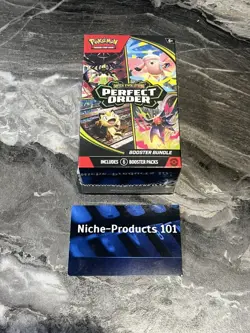 Pokémon
PERFECT ORDER
BOOSTER BUNDLE
INCLUDES 6 BOOSTER PACKS
Niche-Products 101